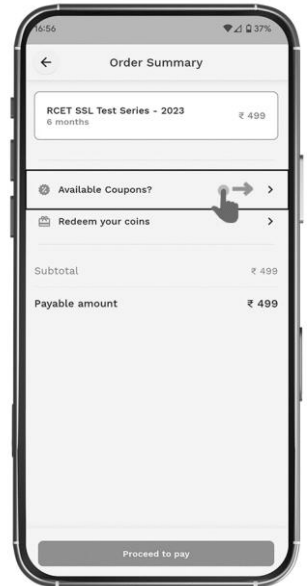 16:56 37%
Order Summary
RCET SSL Test Series - 2023
6 months
₹ 499
Available Coupons?
Redeem your coins
Subtotal ₹ 499
Payable amount ₹ 499
Proceed to pay